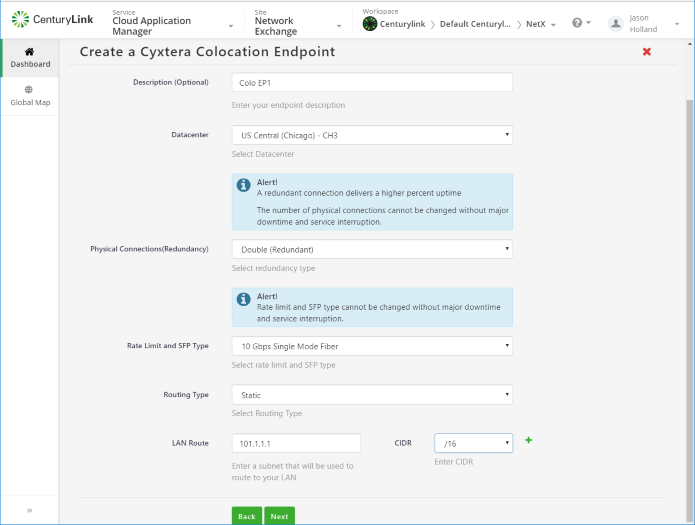 CenturyLink
Service
Cloud Application
Manager
Site
Network
Exchange
Workspace
Centurylink
Default Centuryl...
NetX
Jason
Holland
Dashboard
Global Map
Create a Cyxtera Colocation Endpoint
Description (Optional)
Colo EP1
Enter your endpoint description
Datacenter
US Central (Chicago) - CH3
Select Datacenter
Alert!
A redundant connection delivers a higher percent uptime
The number of physical connections cannot be changed without major
downtime and service interruption.
Physical Connections(Redundancy)
Double (Redundant)
Select redundancy type
Alert!
Rate limit and SFP type cannot be changed without major downtime
and service interruption.
Rate Limit and SFP Type
10 Gbps Single Mode Fiber
Select rate limit and SFP type
Routing Type
Static
Select Routing Type
LAN Route
101.1.1.1
CIDR
/16
Enter a subnet that will be used to
route to your LAN
Enter CIDR
Back
Next